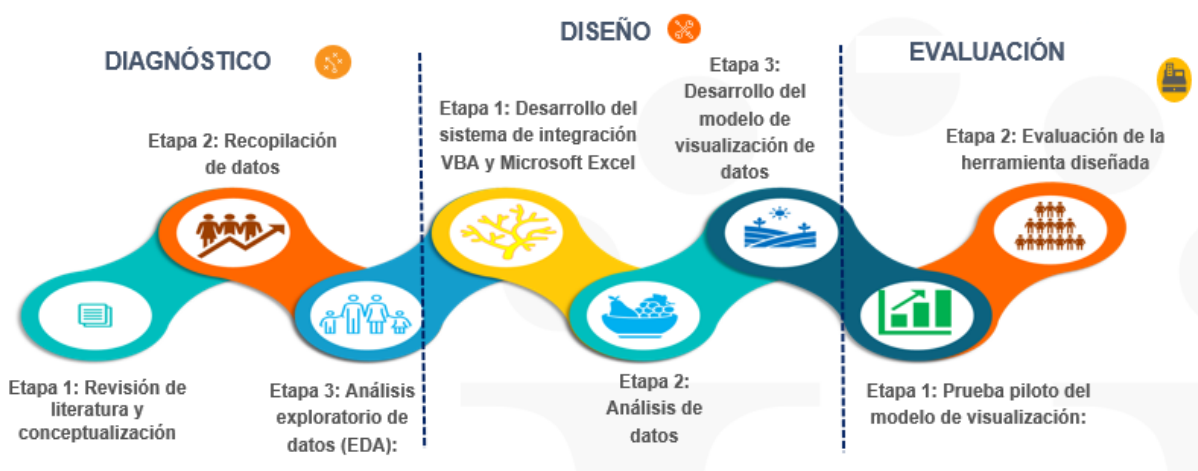 DIAGNÓSTICO
Etapa 2: Recopilación
de datos
Etapa 1: Revisión de
literatura y
conceptualización
Etapa 3: Análisis
exploratorio de
datos (EDA):
DISEÑO
Etapa 1: Desarrollo del
sistema de integración
VBA y Microsoft Excel
Etapa 3:
Desarrollo del
modelo de
visualización de
datos
Etapa 2:
Análisis de
datos
EVALUACIÓN
Etapa 2: Evaluación de la
herramienta diseñada
Etapa 1: Prueba piloto del
modelo de visualización: